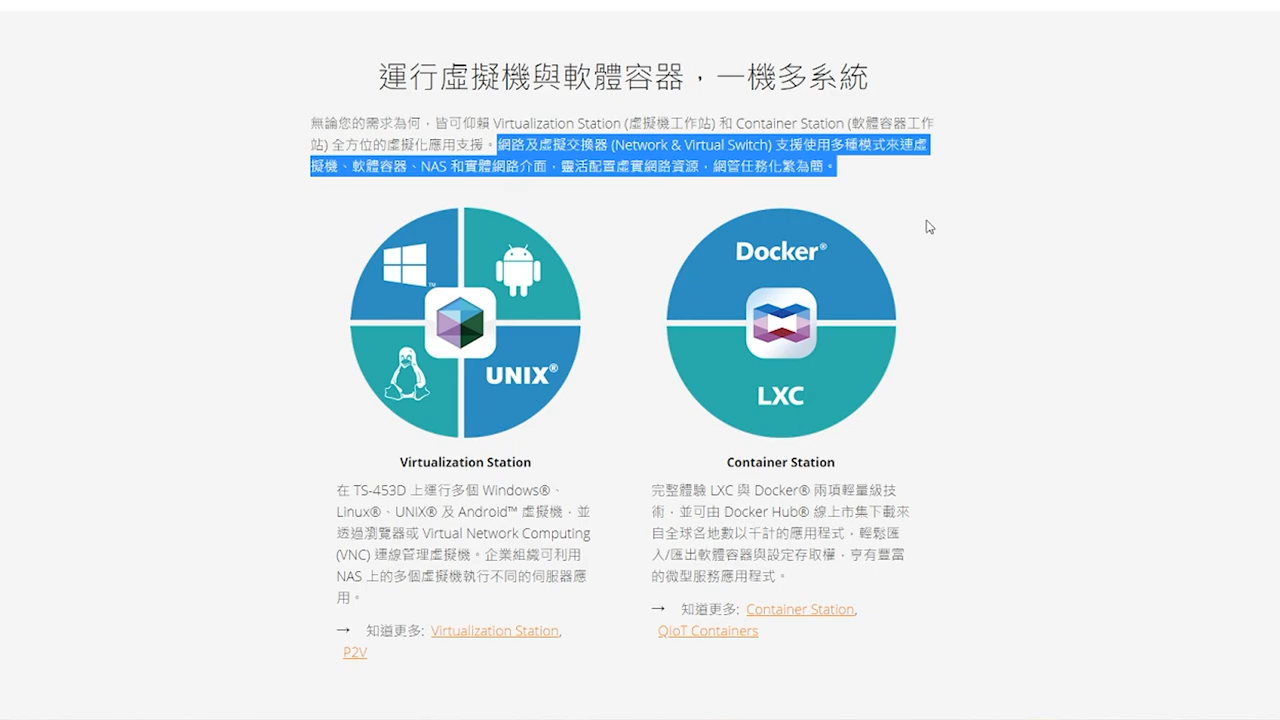 運行虛擬機與軟體容器，一機多系統
無論您的需求為何，皆可仰賴 Virtualization Station (虛擬機工作站) 和 Container Station (軟體容器工作
站) 全方位的虛擬化應用支援。網路及虛擬交換器 (Network & Virtual Switch) 支援使用多種模式來連虛
擬機、軟體容器、NAS 和實體網路介面，靈活配置虛實網路資源，網管任務化繁為簡。
TM
UNIX®
Docker®
LXC
Virtualization Station
在 TS-453D 上運行多個 Windows®、
Linux®、UNIX® 及 Android™ 虛擬機，並
透過瀏覽器或 Virtual Network Computing
(VNC) 連線管理虛擬機。企業組織可利用
NAS 上的多個虛擬機執行不同的伺服器應
用。
→ 知道更多: Virtualization Station,
P2V
Container Station
完整體驗 LXC 與 Docker® 兩項輕量級技
術，並可由 Docker Hub® 線上市集下載來
自全球各地數以千計的應用程式，輕鬆匯
入/匯出軟體容器與設定存取權，享有豐富
的微型服務應用程式。
→ 知道更多: Container Station,
QIoT Containers